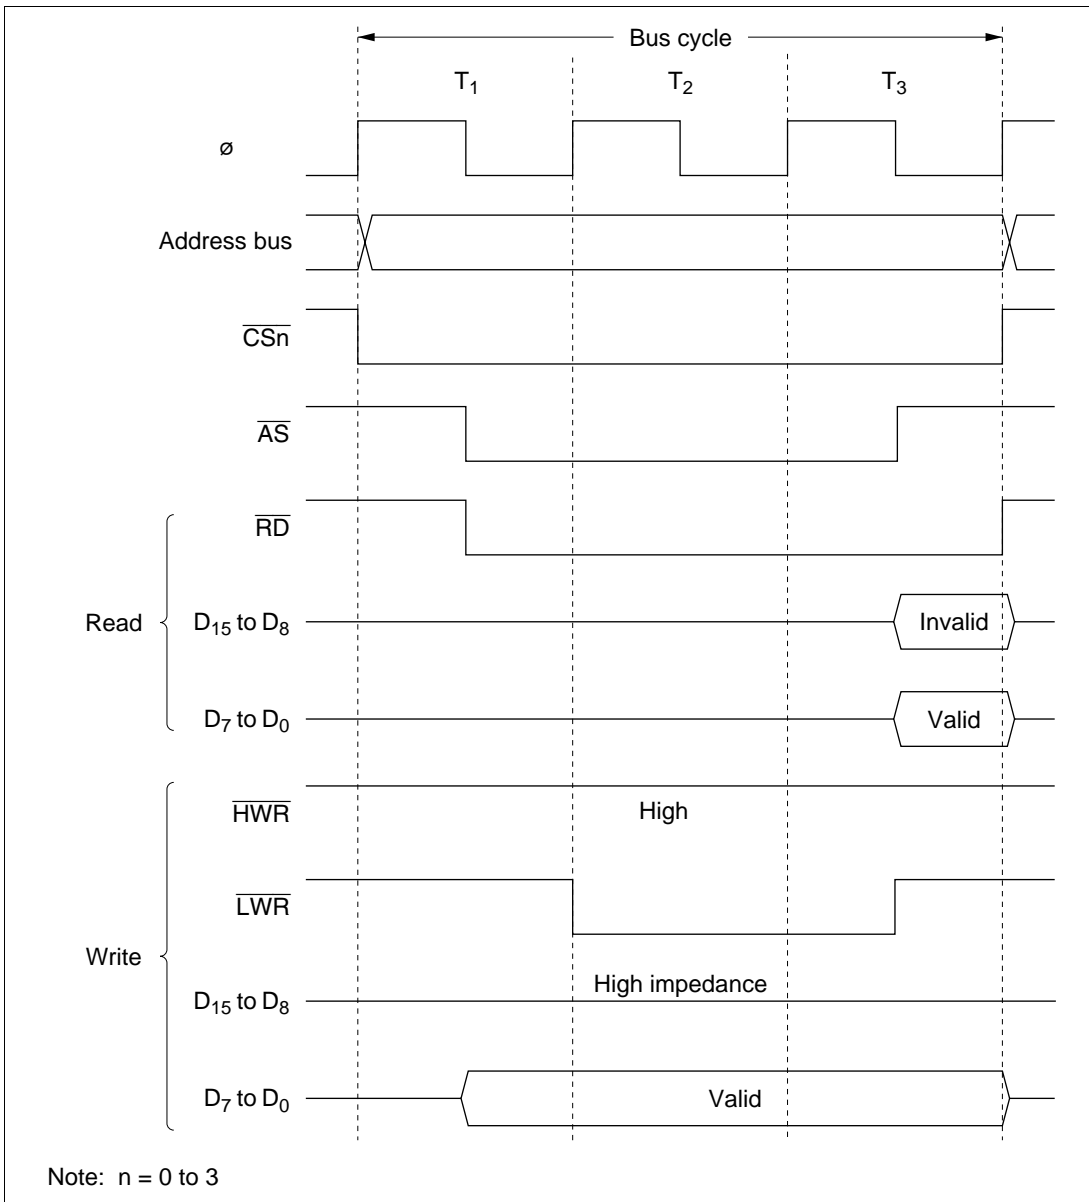 Bus cycle
T1 T2 T3
ø
Address bus
CSn
AS
RD
Read
D15 to D8
Invalid
D7 to D0
Valid
HWR
High
LWR
Write
D15 to D8
High impedance
D7 to D0
Valid
Note: n = 0 to 3